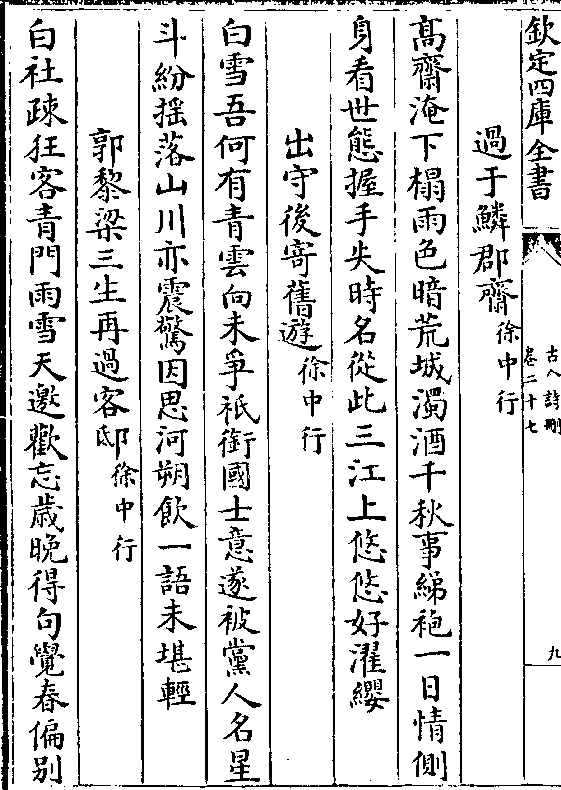 欽定四庫全書
古今詩刪
卷二十七
九
過于鱗郡齋徐中行
高齋淹下榻雨色暗荒城濁酒千秋事綈袍一日情側
身看世態握手失時名從此三江上悠悠好濯纓
出守後寄舊遊徐中行
白雪吾何有青雲向未爭祇銜國士意遂被黨人名星
斗紛揺落山川亦震驚因思河朔飲一語未堪輕
郭黎梁三生再過客邸徐中行
白社疎狂客青門雨雪天邀歡忘歳晚得句覺春偏别